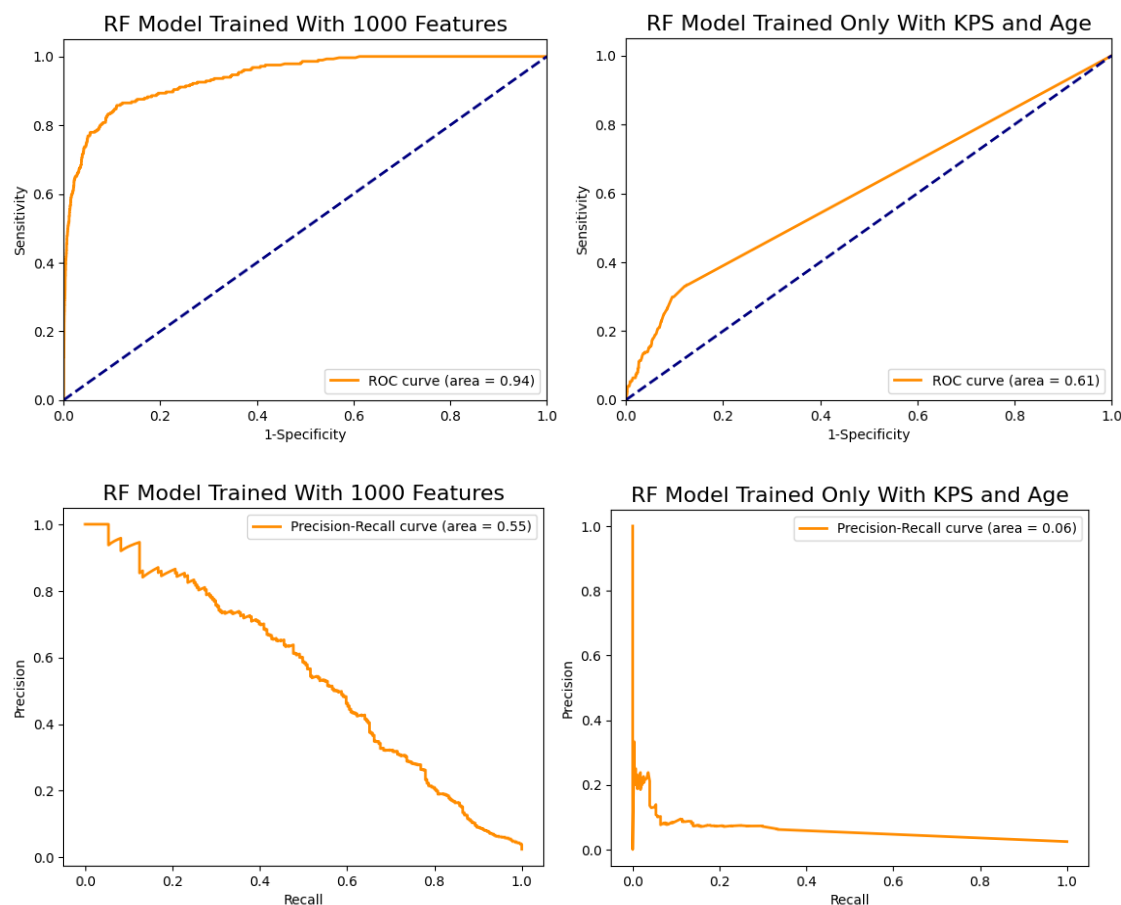 RF Model Trained With 1000 Features
1.0
0.8
0.6
0.4
0.2
0.0
Sensitivity
ROC curve (area = 0.94)
0.0 0.2 0.4 0.6 0.8 1.0
1-Specificity
RF Model Trained Only With KPS and Age
1.0
0.8
0.6
0.4
0.2
0.0
Sensitivity
ROC curve (area = 0.61)
0.0 0.2 0.4 0.6 0.8 1.0
1-Specificity
RF Model Trained With 1000 Features
Precision-Recall curve (area = 0.55)
1.0
0.8
0.6
0.4
0.2
0.0
Precision
0.0 0.2 0.4 0.6 0.8 1.0
Recall
RF Model Trained Only With KPS and Age
Precision-Recall curve (area = 0.06)
1.0
0.8
0.6
0.4
0.2
0.0
Precision
0.0 0.2 0.4 0.6 0.8 1.0
Recall